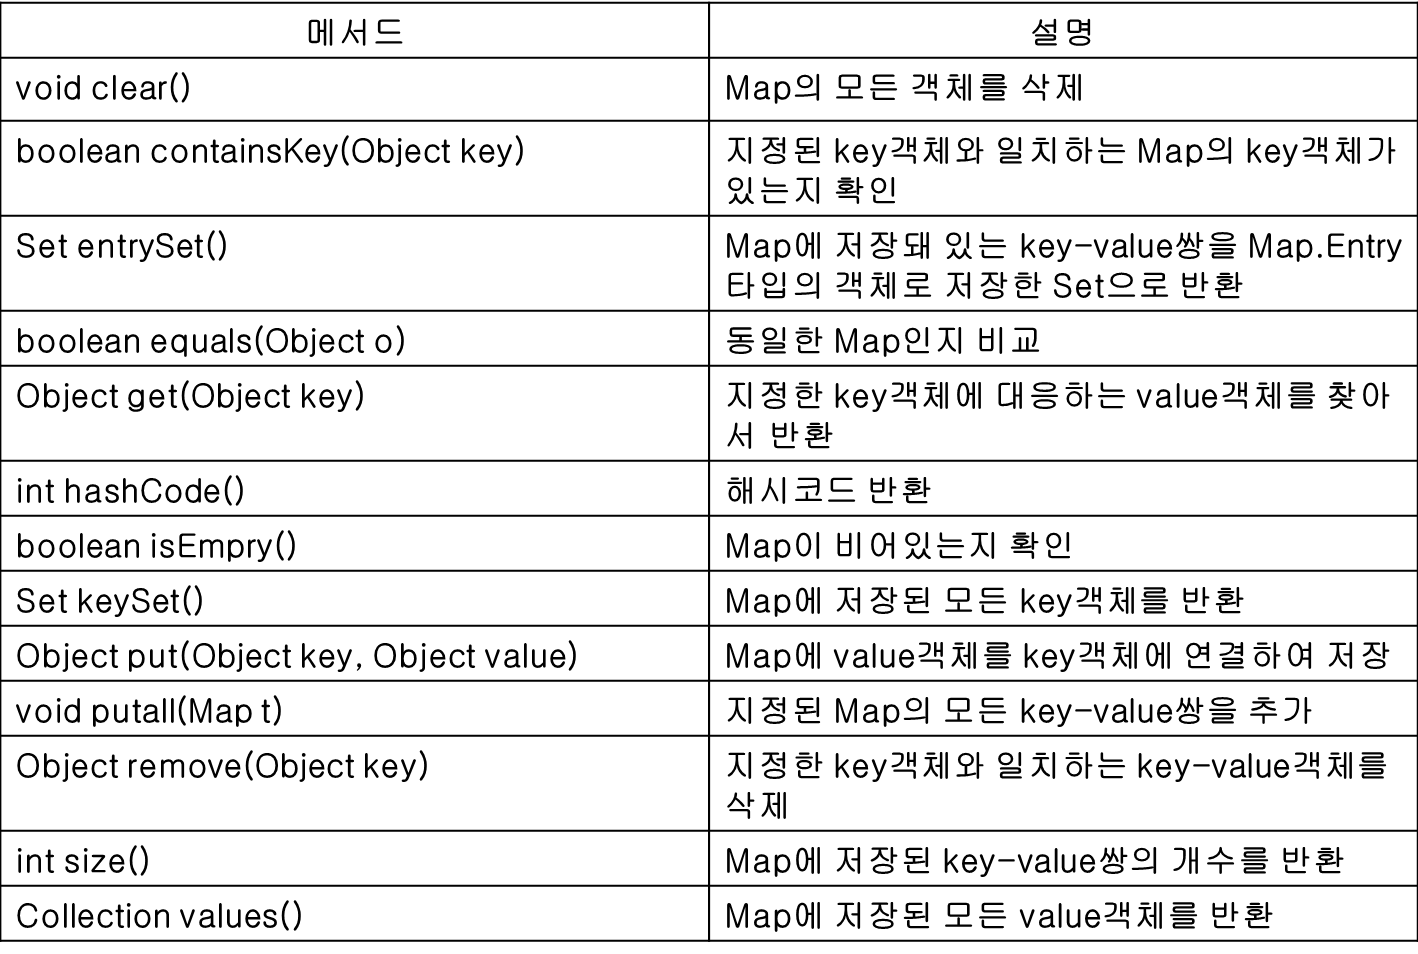 메서드
설명
void clear()
Map의 모든 객체를 삭제
boolean containsKey(Object key)
지정된 key객체와 일치하는 Map의 key객체가
있는지 확인
Set entrySet()
Map에 저장돼 있는 key-value쌍을 Map.Entry
타입의 객체로 저장한 Set으로 반환
boolean equals(Object o)
동일한 Map인지 비교
Object get(Object key)
지정한 key객체에 대응하는 value객체를 찾아
서 반환
int hashCode()
해시코드 반환
boolean isEmpry()
Map이 비어있는지 확인
Set keySet()
Map에 저장된 모든 key객체를 반환
Object put(Object key, Object value)
Map에 value객체를 key객체에 연결하여 저장
void putall(Map t)
지정된 Map의 모든 key-value쌍을 추가
Object remove(Object key)
지정한 key객체와 일치하는 key-value객체를
삭제
int size()
Map에 저장된 key-value쌍의 개수를 반환
Collection values()
Map에 저장된 모든 value객체를 반환